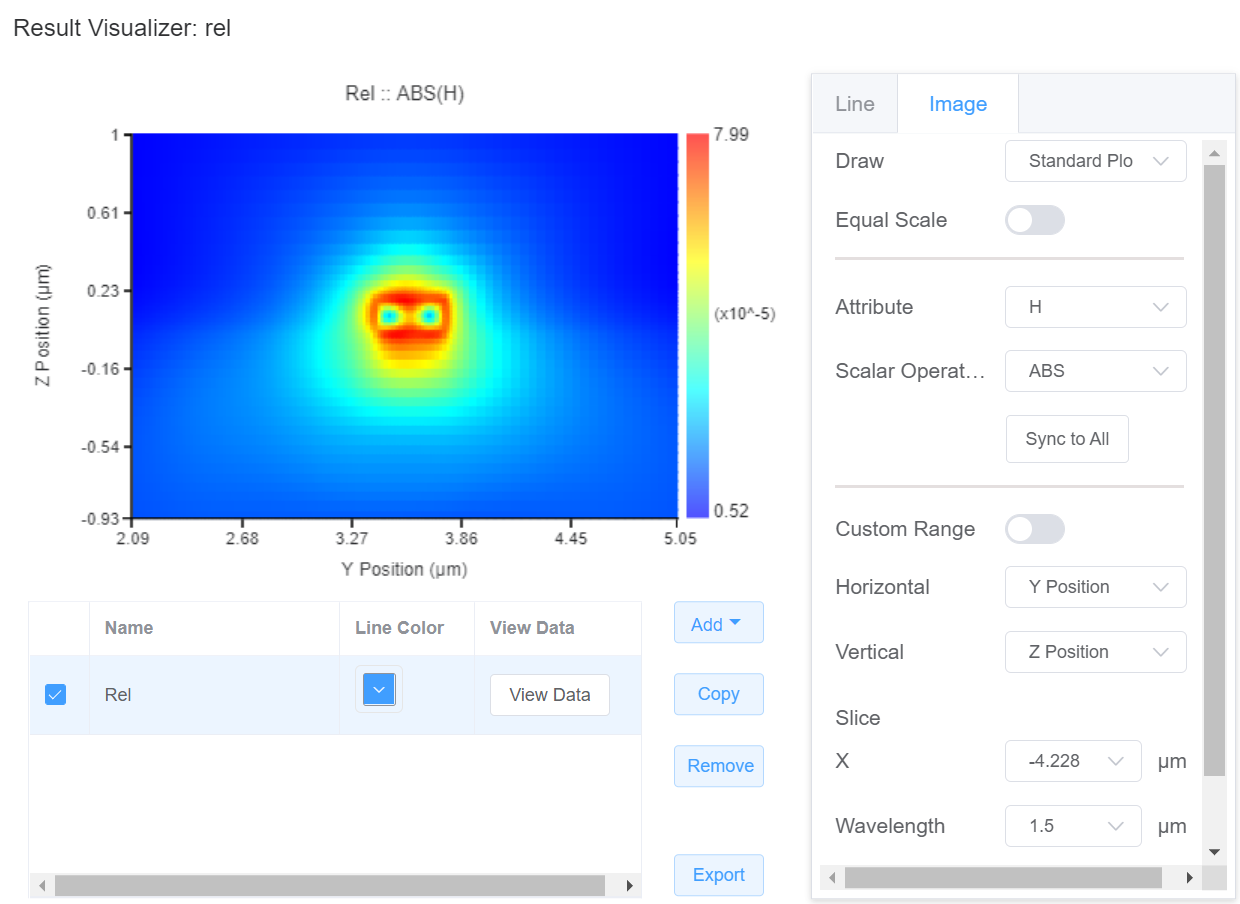 Result Visualizer: rel
Rel :: ABS(H)
1
0.61
0.23
-0.16
-0.54
-0.93
Z Position (μm)
2.09 2.68 3.27 3.86 4.45 5.05
Y Position (μm)
7.99
(x10^-5)
0.52
Name Line Color View Data
Rel View Data
Add
Copy
Remove
Export
Line Image
Draw Standard Plo
Equal Scale
Attribute H
Scalar Operat... ABS
Sync to All
Custom Range
Horizontal Y Position
Vertical Z Position
Slice
X -4.228 μm
Wavelength 1.5 μm